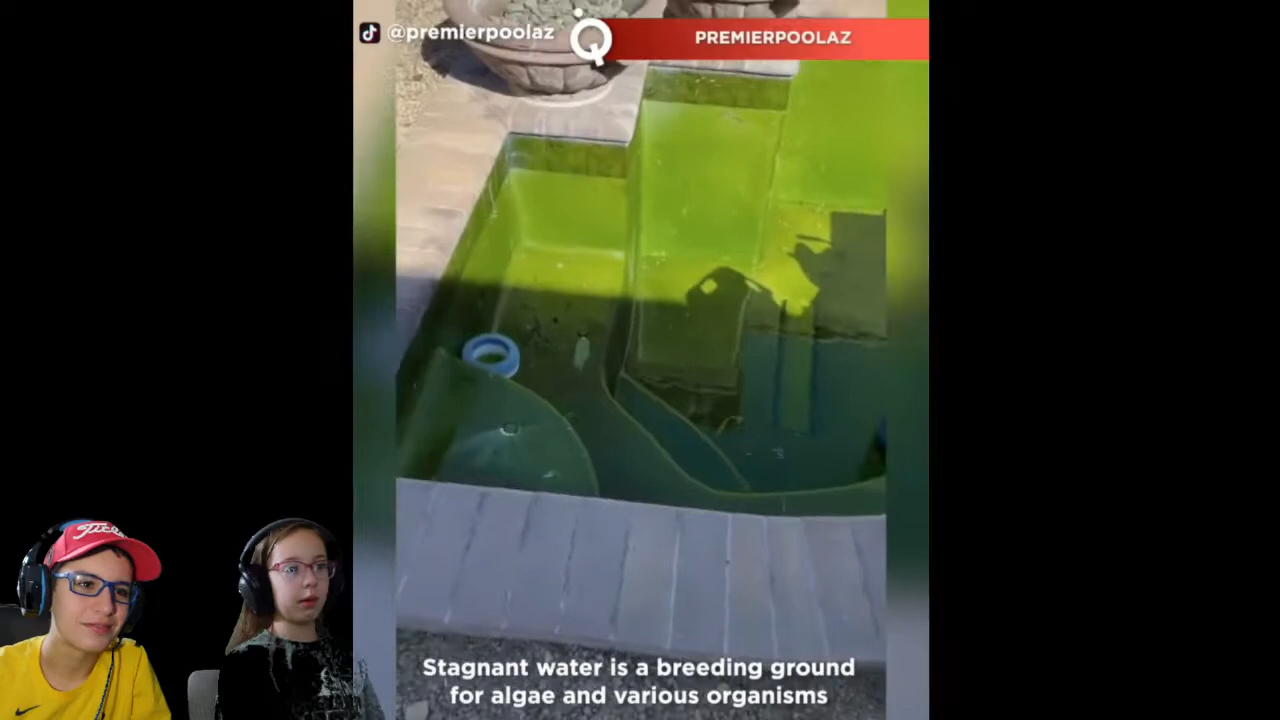 @premierpoolaz
PREMIERPOOLAZ
Stagnant water is a breeding ground
for algae and various organisms